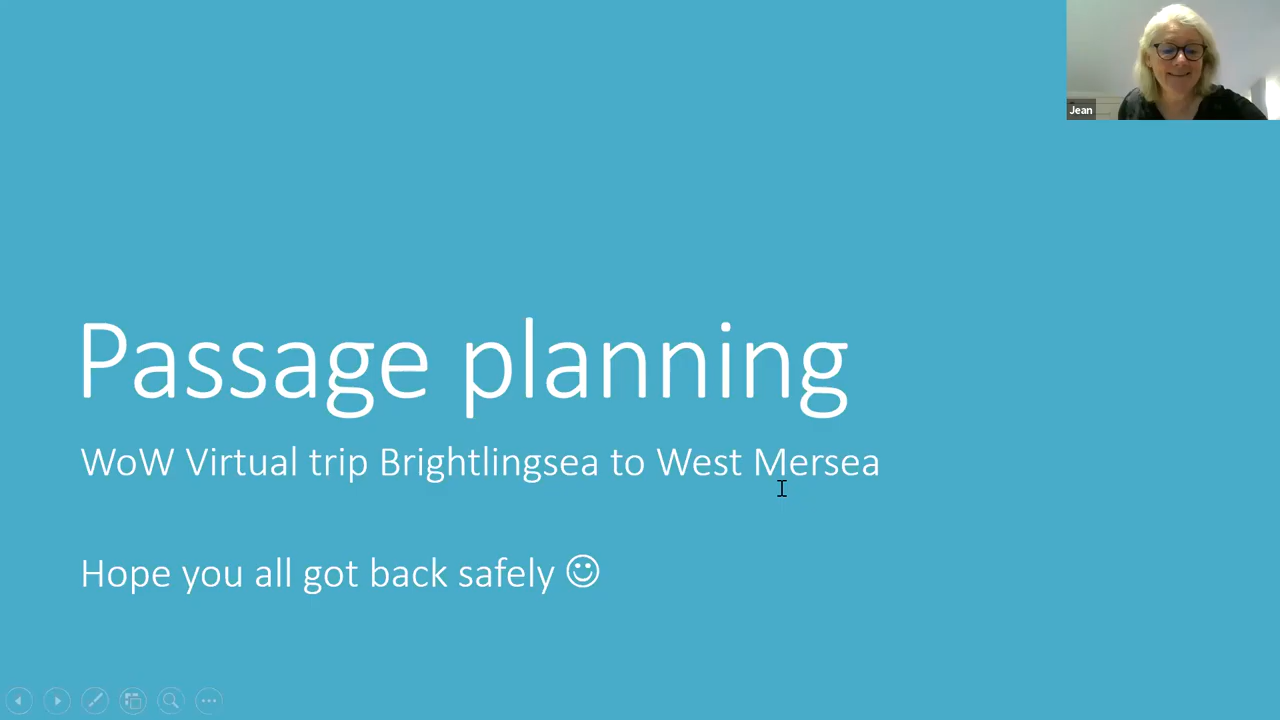 Jean
Passage planning
WoW Virtual trip Brightlingsea to West Mersea
Hope you all got back safely ☺